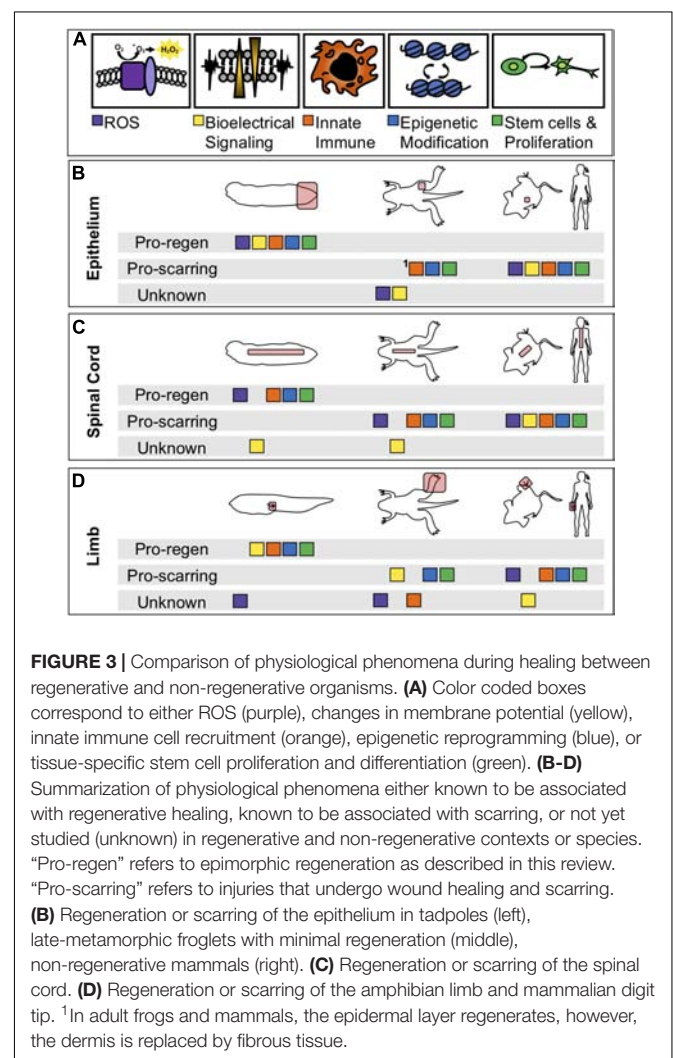 A
O₂ ·O₂⁻ → H₂O₂
ROS
Bioelectrical Signaling
Innate Immune
Epigenetic Modification
Stem cells & Proliferation
B
Epithelium
Pro-regen
Pro-scarring
1
Unknown
C
Spinal Cord
Pro-regen
Pro-scarring
Unknown
D
Limb
Pro-regen
Pro-scarring
Unknown
FIGURE 3 | Comparison of physiological phenomena during healing between
regenerative and non-regenerative organisms. (A) Color coded boxes
correspond to either ROS (purple), changes in membrane potential (yellow),
innate immune cell recruitment (orange), epigenetic reprogramming (blue), or
tissue-specific stem cell proliferation and differentiation (green). (B-D)
Summarization of physiological phenomena either known to be associated
with regenerative healing, known to be associated with scarring, or not yet
studied (unknown) in regenerative and non-regenerative contexts or species.
“Pro-regen” refers to epimorphic regeneration as described in this review.
“Pro-scarring” refers to injuries that undergo wound healing and scarring.
(B) Regeneration or scarring of the epithelium in tadpoles (left),
late-metamorphic froglets with minimal regeneration (middle),
non-regenerative mammals (right). (C) Regeneration or scarring of the spinal
cord. (D) Regeneration or scarring of the amphibian limb and mammalian digit
tip. ¹In adult frogs and mammals, the epidermal layer regenerates, however,
the dermis is replaced by fibrous tissue.